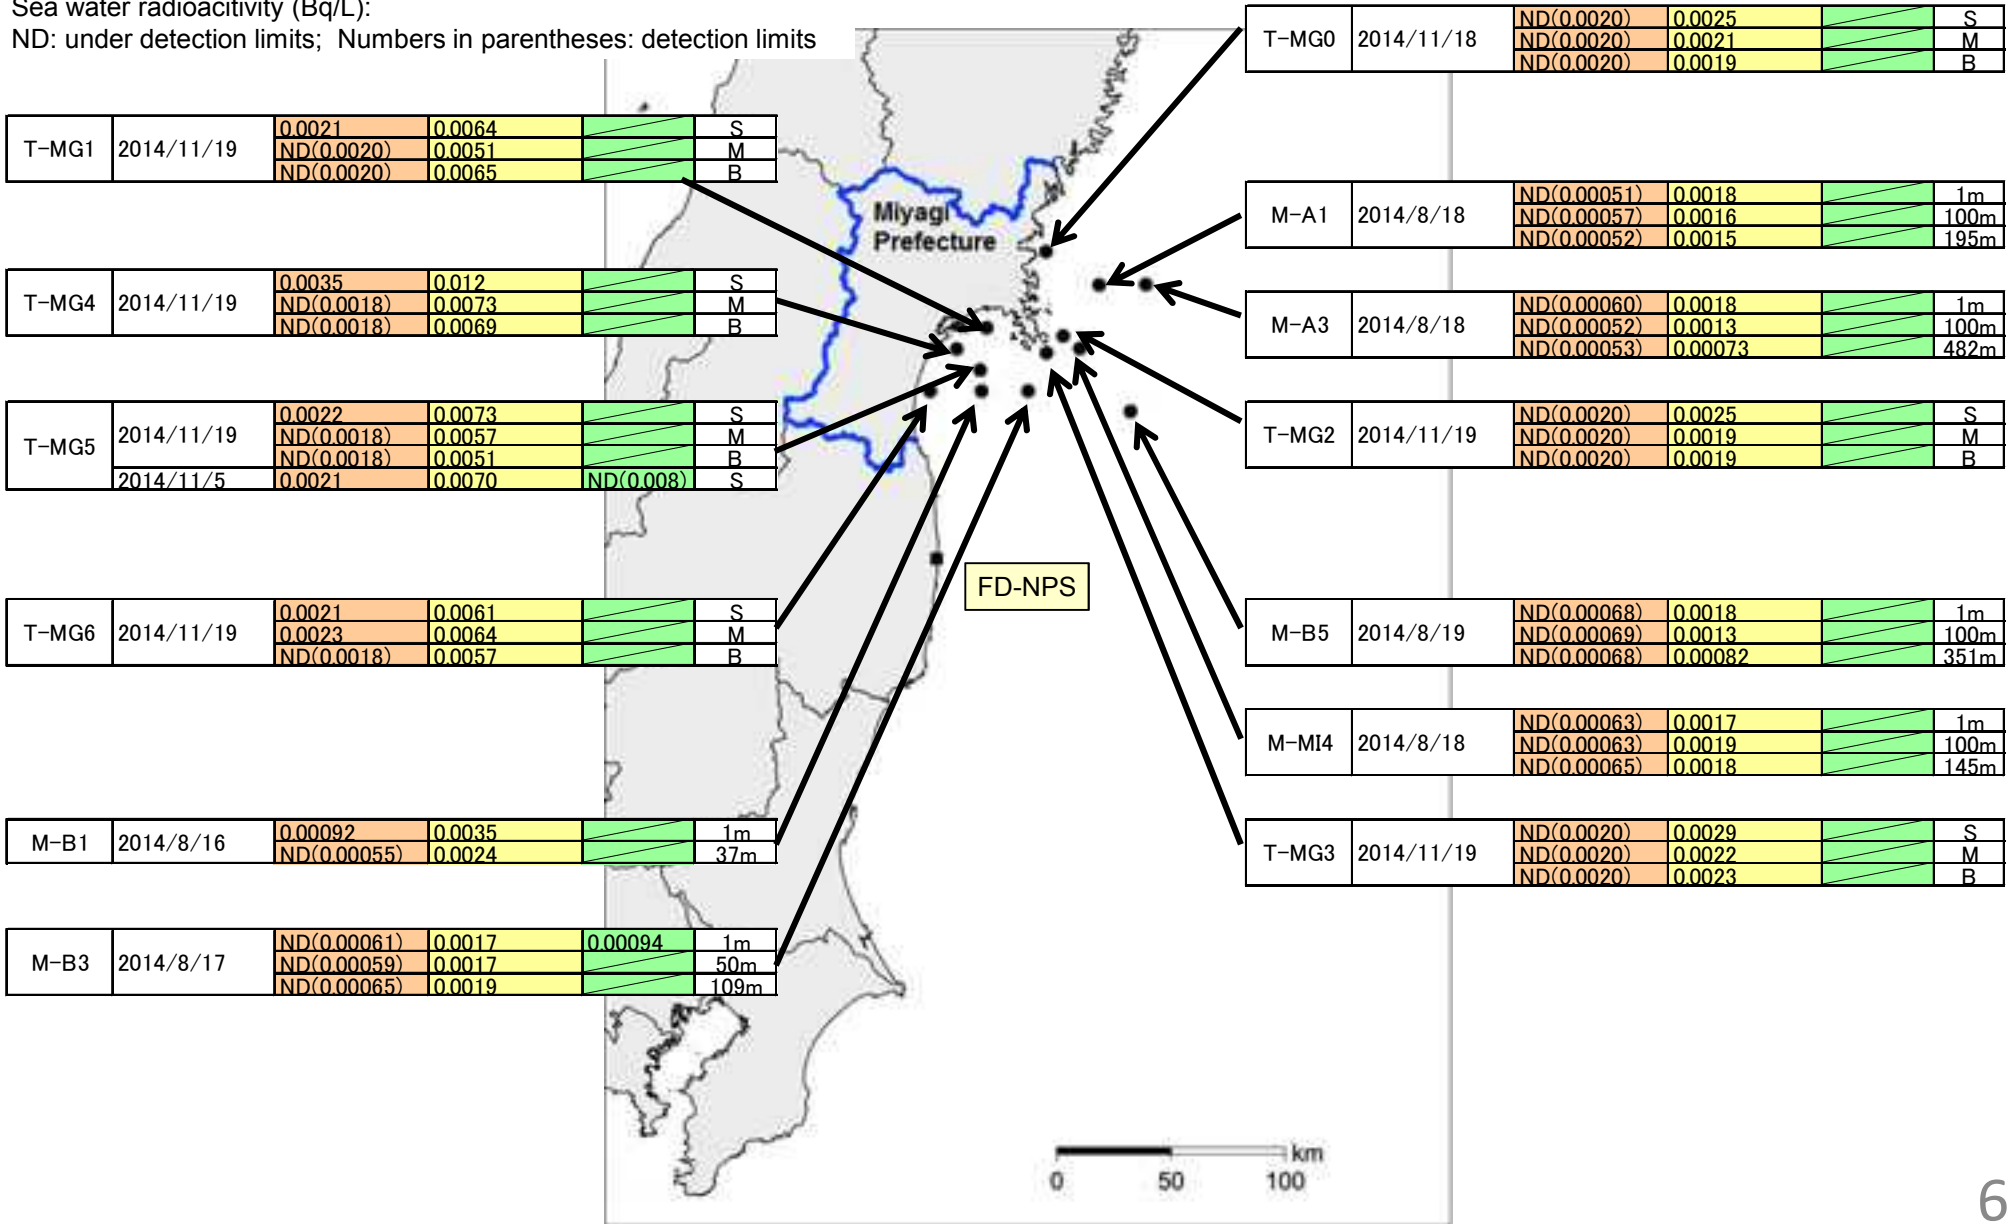 Sea water radioacitivity (Bq/L):
ND: under detection limits; Numbers in parentheses: detection limits
T-MG0 2014/11/18 ND(0.0020) 0.0025 S
ND(0.0020) 0.0021 M
ND(0.0020) 0.0019 B
T-MG1 2014/11/19 0.0021 0.0064 S
ND(0.0020) 0.0051 M
ND(0.0020) 0.0065 B
M-A1 2014/8/18 ND(0.00051) 0.0018 1m
ND(0.00057) 0.0016 100m
ND(0.00052) 0.0015 195m
Miyagi
Prefecture
T-MG4 2014/11/19 0.0035 0.012 S
ND(0.0018) 0.0073 M
ND(0.0018) 0.0069 B
M-A3 2014/8/18 ND(0.00060) 0.0018 1m
ND(0.00052) 0.0013 100m
ND(0.00053) 0.00073 482m
T-MG5 2014/11/19 0.0022 0.0073 S
ND(0.0018) 0.0057 M
ND(0.0018) 0.0051 B
2014/11/5 0.0021 0.0070 ND(0.008) S
T-MG2 2014/11/19 ND(0.0020) 0.0025 S
ND(0.0020) 0.0019 M
ND(0.0020) 0.0019 B
FD-NPS
T-MG6 2014/11/19 0.0021 0.0061 S
0.0023 0.0064 M
ND(0.0018) 0.0057 B
M-B5 2014/8/19 ND(0.00068) 0.0018 1m
ND(0.00069) 0.0013 100m
ND(0.00068) 0.00082 351m
M-MI4 2014/8/18 ND(0.00063) 0.0017 1m
ND(0.00063) 0.0019 100m
ND(0.00065) 0.0018 145m
M-B1 2014/8/16 0.00092 0.0035 1m
ND(0.00055) 0.0024 37m
T-MG3 2014/11/19 ND(0.0020) 0.0029 S
ND(0.0020) 0.0022 M
ND(0.0020) 0.0023 B
M-B3 2014/8/17 ND(0.00061) 0.0017 0.00094 1m
ND(0.00059) 0.0017 50m
ND(0.00065) 0.0019 109m
km
0 50 100
6